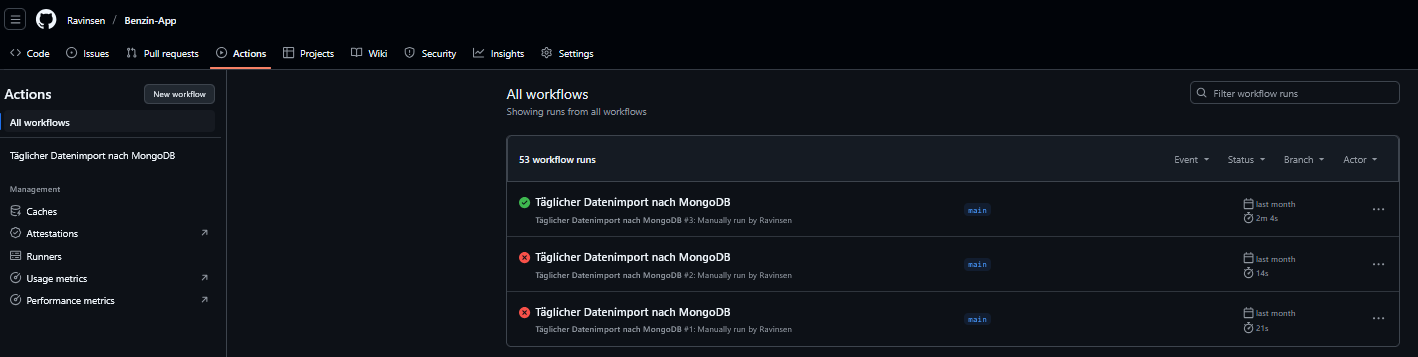 Ravinsen / Benzin-App
Code Issues Pull requests Actions Projects Wiki Security Insights Settings
Actions
New workflow
All workflows
Täglicher Datenimport nach MongoDB
Management
Caches
Attestations
Runners
Usage metrics
Performance metrics
All workflows
Showing runs from all workflows
Filter workflow runs
53 workflow runs
Event Status Branch Actor
Täglicher Datenimport nach MongoDB
Täglicher Datenimport nach MongoDB #3: Manually run by Ravinsen
main
last month
2m 4s
Täglicher Datenimport nach MongoDB
Täglicher Datenimport nach MongoDB #2: Manually run by Ravinsen
main
last month
14s
Täglicher Datenimport nach MongoDB
Täglicher Datenimport nach MongoDB #1: Manually run by Ravinsen
main
last month
21s